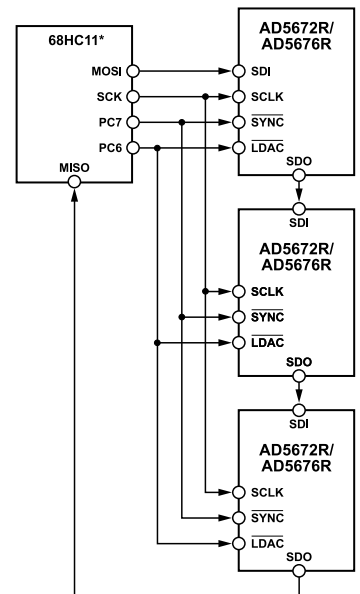 68HC11*
MOSI
SCK
PC7
PC6
MISO
AD5672R/
AD5676R
SDI
SCLK
SYNC
LDAC
SDO
SDI
AD5672R/
AD5676R
SCLK
SYNC
LDAC
SDO
SDI
AD5672R/
AD5676R
SCLK
SYNC
LDAC
SDO